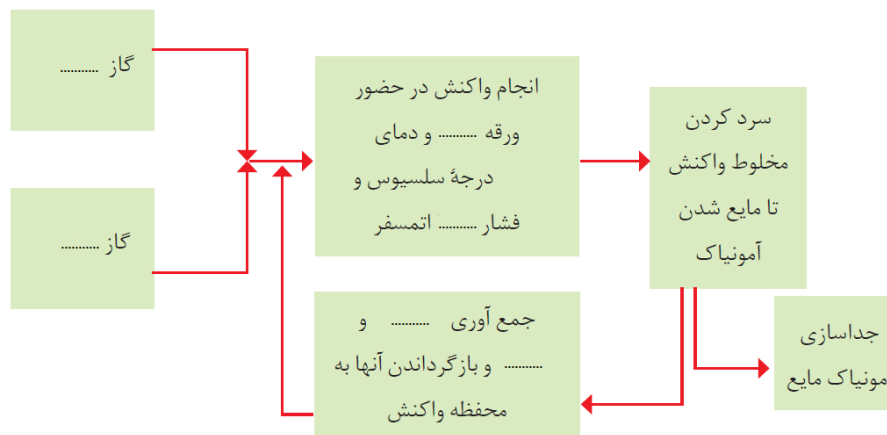 گاز ...........
گاز ...........
انجام واکنش در حضور
ورقه ........... و دمای
درجۀ سلسیوس و
فشار ........... اتمسفر
سرد کردن
مخلوط واکنش
تا مایع شدن
آمونیاک
جمع آوری ........... و
........... و بازگرداندن آنها به
محفظه واکنش
جداسازی
مونیاک مایع